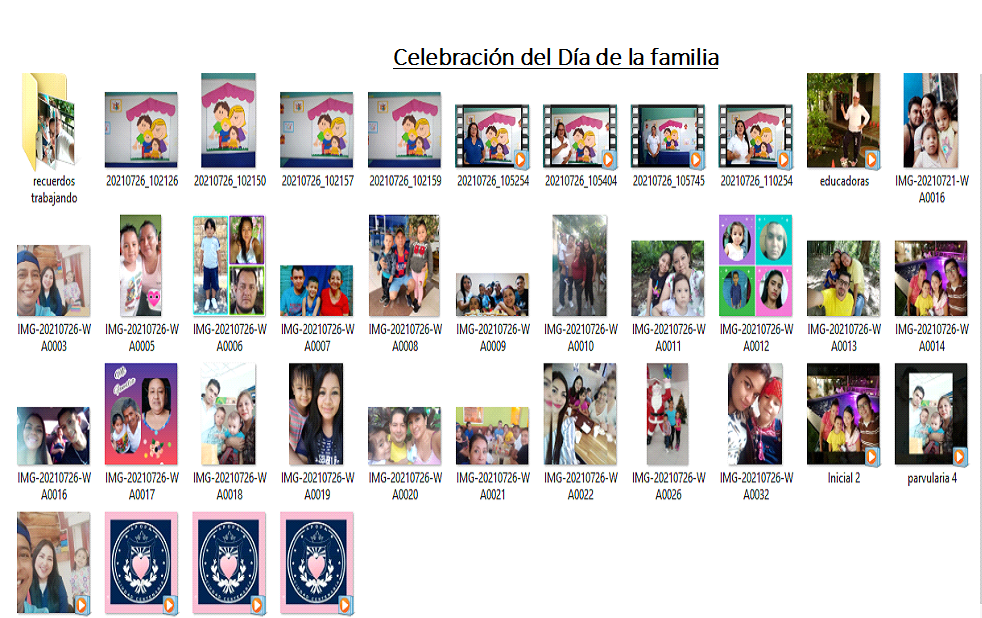 Celebración del Día de la familia
recuerdos
trabajando
20210726_102126
20210726_102150
20210726_102157
20210726_102159
20210726_105254
20210726_105404
20210726_105745
20210726_110254
educadoras
IMG-20210721-W
A0016
IMG-20210726-W
A0003
IMG-20210726-W
A0005
IMG-20210726-W
A0006
IMG-20210726-W
A0007
IMG-20210726-W
A0008
IMG-20210726-W
A0009
IMG-20210726-W
A0010
IMG-20210726-W
A0011
IMG-20210726-W
A0012
IMG-20210726-W
A0013
IMG-20210726-W
A0014
IMG-20210726-W
A0016
IMG-20210726-W
A0017
IMG-20210726-W
A0018
IMG-20210726-W
A0019
IMG-20210726-W
A0020
IMG-20210726-W
A0021
IMG-20210726-W
A0022
IMG-20210726-W
A0026
IMG-20210726-W
A0032
Inicial 2
parvularia 4